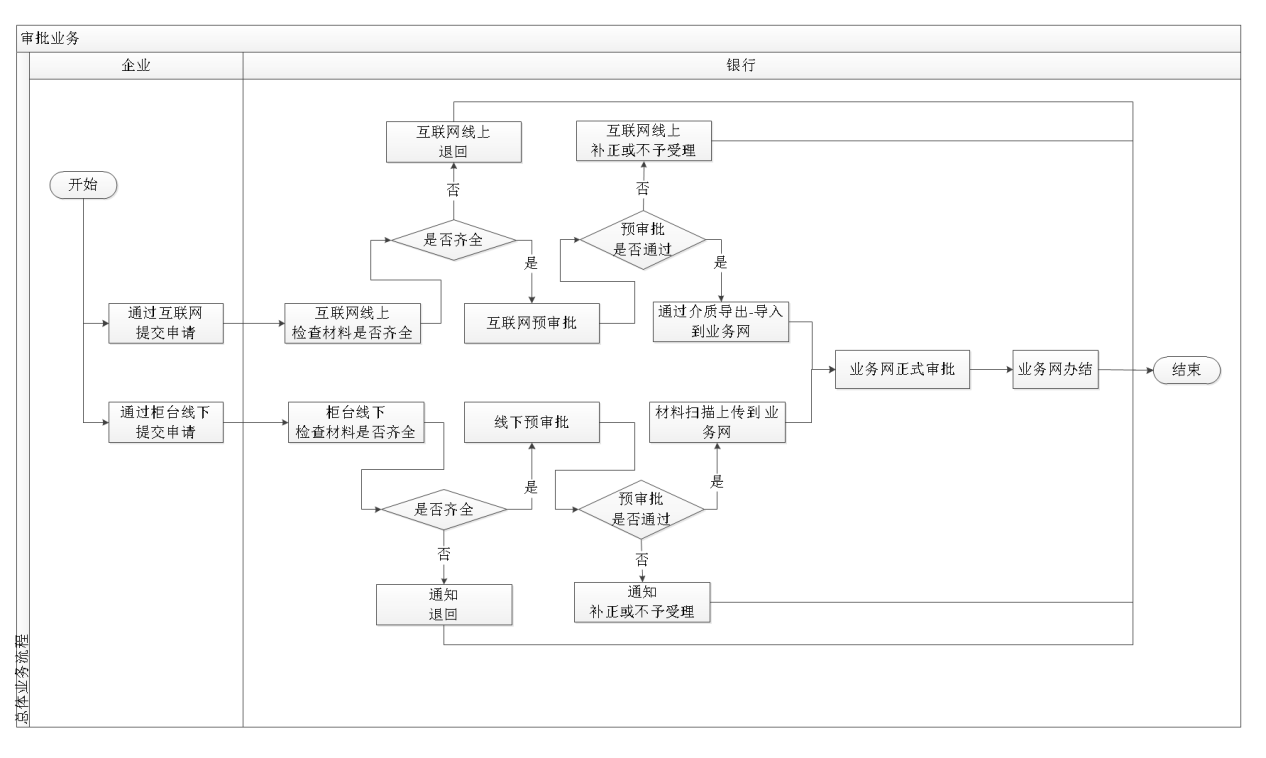 审批业务
企业
银行
总体业务流程
开始
互联网线上
退回
互联网线上
补正或不予受理
否
否
是否齐全
预审批
是否通过
是
是
通过互联网
提交申请
互联网线上
检查材料是否齐全
互联网预审批
通过介质导出-导入
到业务网
业务网正式审批
业务网办结
结束
通过柜台线下
提交申请
柜台线下
检查材料是否齐全
线下预审批
材料扫描上传到业
务网
是
是
是否齐全
预审批
是否通过
否
否
通知
退回
通知
补正或不予受理